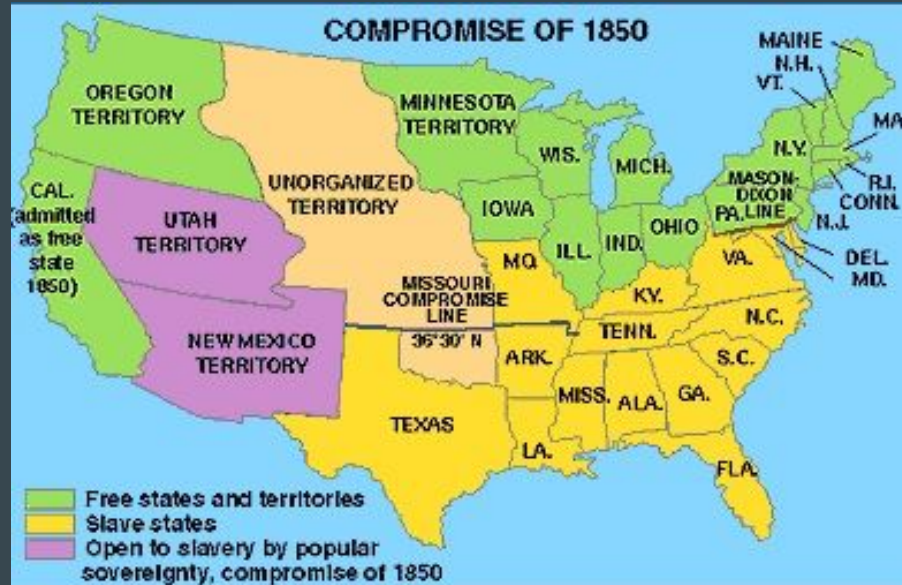 COMPROMISE OF 1850
MAINE
N.H.
VT.
MA
OREGON
TERRITORY
MINNESOTA
TERRITORY
WIS.
MICH.
N.Y.
MASON-
DIXON
LINE
R.I.
CONN.
PA.
N.J.
CAL.
(admitted
as free
state
1850)
UTAH
TERRITORY
UNORGANIZED
TERRITORY
IOWA
ILL.
IND.
OHIO
DEL.
MD.
MO.
VA.
KY.
MISSOURI
COMPROMISE
LINE
36°30' N
NEW MEXICO
TERRITORY
TENN.
N.C.
ARK.
S.C.
MISS.
ALA.
GA.
TEXAS
LA.
FLA.
Free states and territories
Slave states
Open to slavery by popular
sovereignty, compromise of 1850